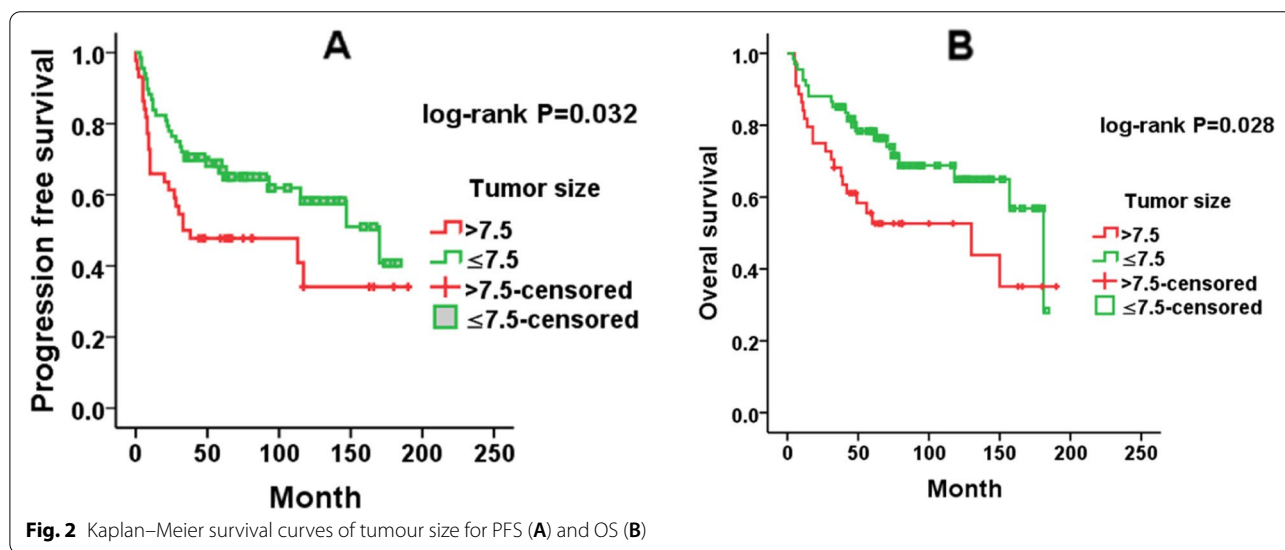 A
Progression free survival
1.0
0.8
0.6
0.4
0.2
0.0
0 50 100 150 200 250
Month
log-rank P=0.032
Tumor size
>7.5
≤7.5
>7.5-censored
≤7.5-censored
B
Overal survival
1.0
0.8
0.6
0.4
0.2
0.0
0 50 100 150 200 250
Month
log-rank P=0.028
Tumor size
>7.5
≤7.5
>7.5-censored
≤7.5-censored
Fig. 2 Kaplan–Meier survival curves of tumour size for PFS (A) and OS (B)